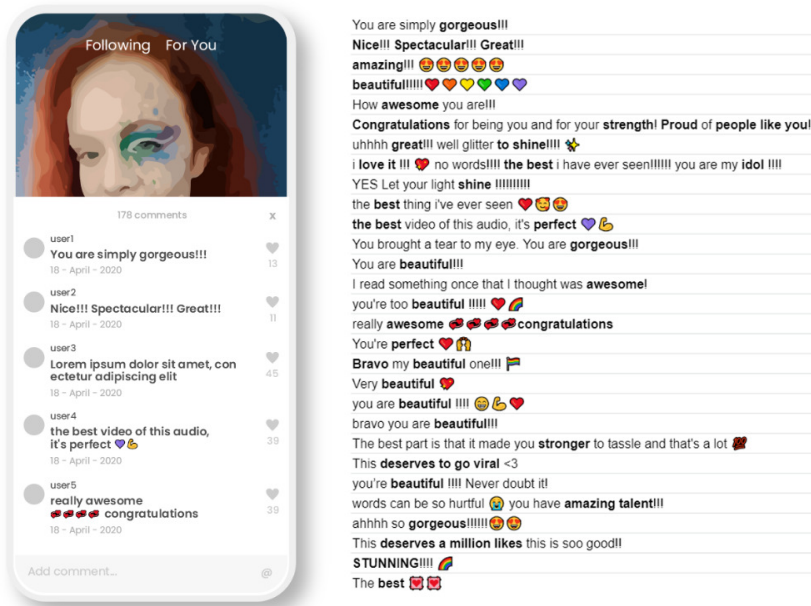 Following For You
178 comments x
user1
You are simply gorgeous!!!
18 - April - 2020
13
user2
Nice!!! Spectacular!!! Great!!!
18 - April - 2020
11
user3
Lorem ipsum dolor sit amet, con
ectetur adipiscing elit
18 - April - 2020
45
user4
the best video of this audio,
it's perfect 💜💪
18 - April - 2020
39
user5
really awesome
💋💋💋💋 congratulations
18 - April - 2020
39
Add comment... @
You are simply gorgeous!!!
Nice!!! Spectacular!!! Great!!!
amazing!!! 😍😍😍😍😍
beautiful!!!!!❤️🧡💛💚💙💜
How awesome you are!!!
Congratulations for being you and for your strength! Proud of people like you!
uhhhh great!!! well glitter to shine!!!! ✨
i love it !!! 💖 no words!!!! the best i have ever seen!!!!!! you are my idol !!!!
YES Let your light shine !!!!!!!!!!
the best thing i've ever seen ❤️🥰😍
the best video of this audio, it's perfect 💜💪
You brought a tear to my eye. You are gorgeous!!!
You are beautiful!!!
I read something once that I thought was awesome!
you're too beautiful !!!!! ❤️🌈
really awesome 💋💋💋💋congratulations
You're perfect ❤️🙌
Bravo my beautiful one!!! 🏳️‍🌈
Very beautiful 💖
you are beautiful !!!! 😁💪❤️
bravo you are beautiful!!!
The best part is that it made you stronger to tassle and that's a lot 💯
This deserves to go viral <3
you're beautiful !!!! Never doubt it!
words can be so hurtful 😭 you have amazing talent!!!
ahhhh so gorgeous!!!!!!😍😍
This deserves a million likes this is soo good!!
STUNNING!!!! 🌈
The best 💟💟